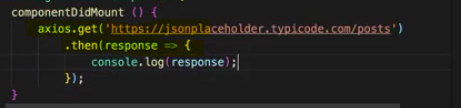 componentDidMount () {
axios.get('https://jsonplaceholder.typicode.com/posts')
.then(response => {
console.log(response);
});
}